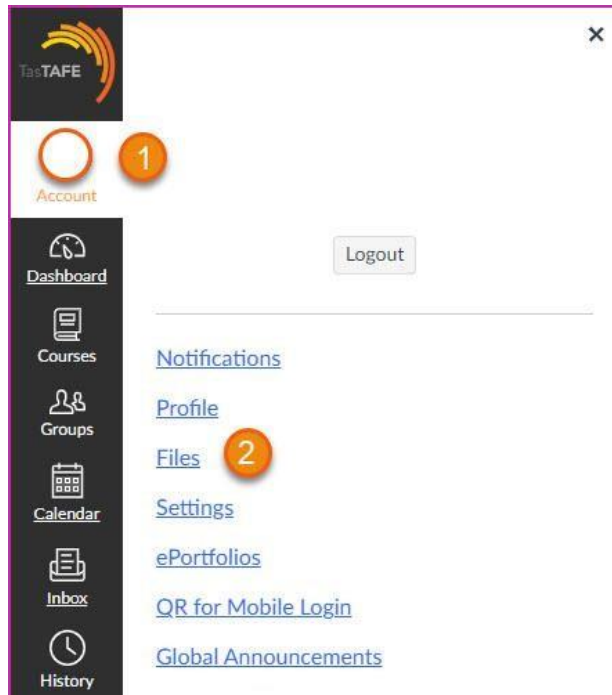 TasTAFE
×
Account
1
Logout
Dashboard
Courses
Groups
Calendar
Inbox
History
Notifications
Profile
Files
2
Settings
ePortfolios
QR for Mobile Login
Global Announcements